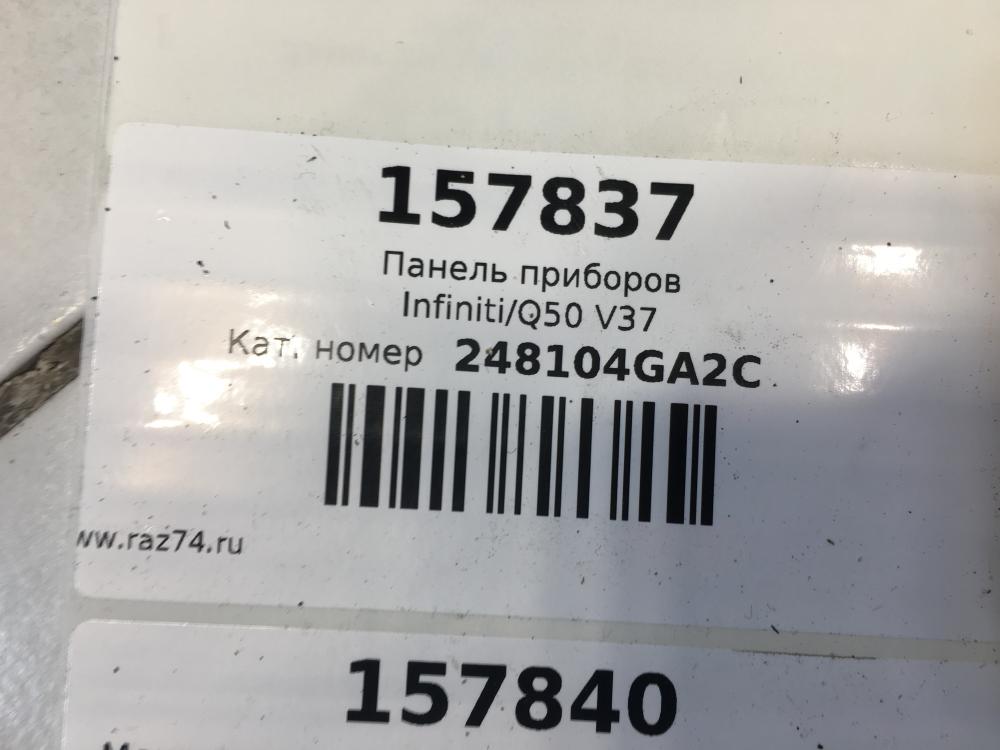 157837
Панель приборов
Infiniti/Q50 V37
Кат. номер 248104GA2C
ww.raz74.ru
157840